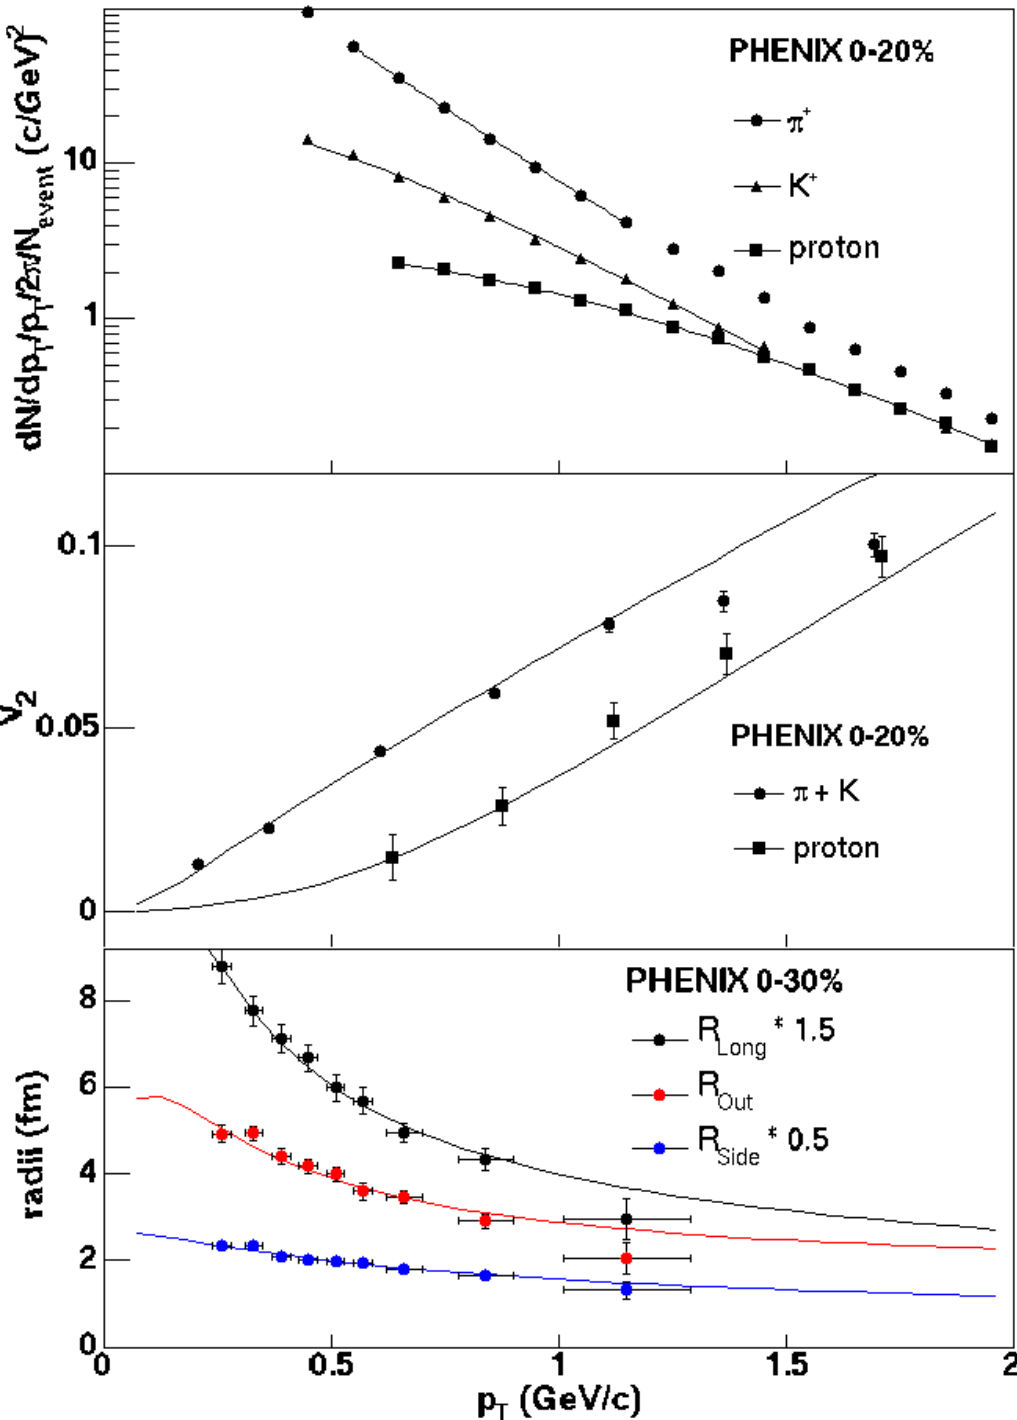 dN/dp_T/p_T/2π/N_event (c/GeV)^2
PHENIX 0-20%
π^+
K^+
proton
10
1
v_2
0.1
0.05
0
PHENIX 0-20%
π + K
proton
radii (fm)
8
6
4
2
0
PHENIX 0-30%
R_Long * 1.5
R_Out
R_Side * 0.5
0 0.5 1 1.5 2
p_T (GeV/c)